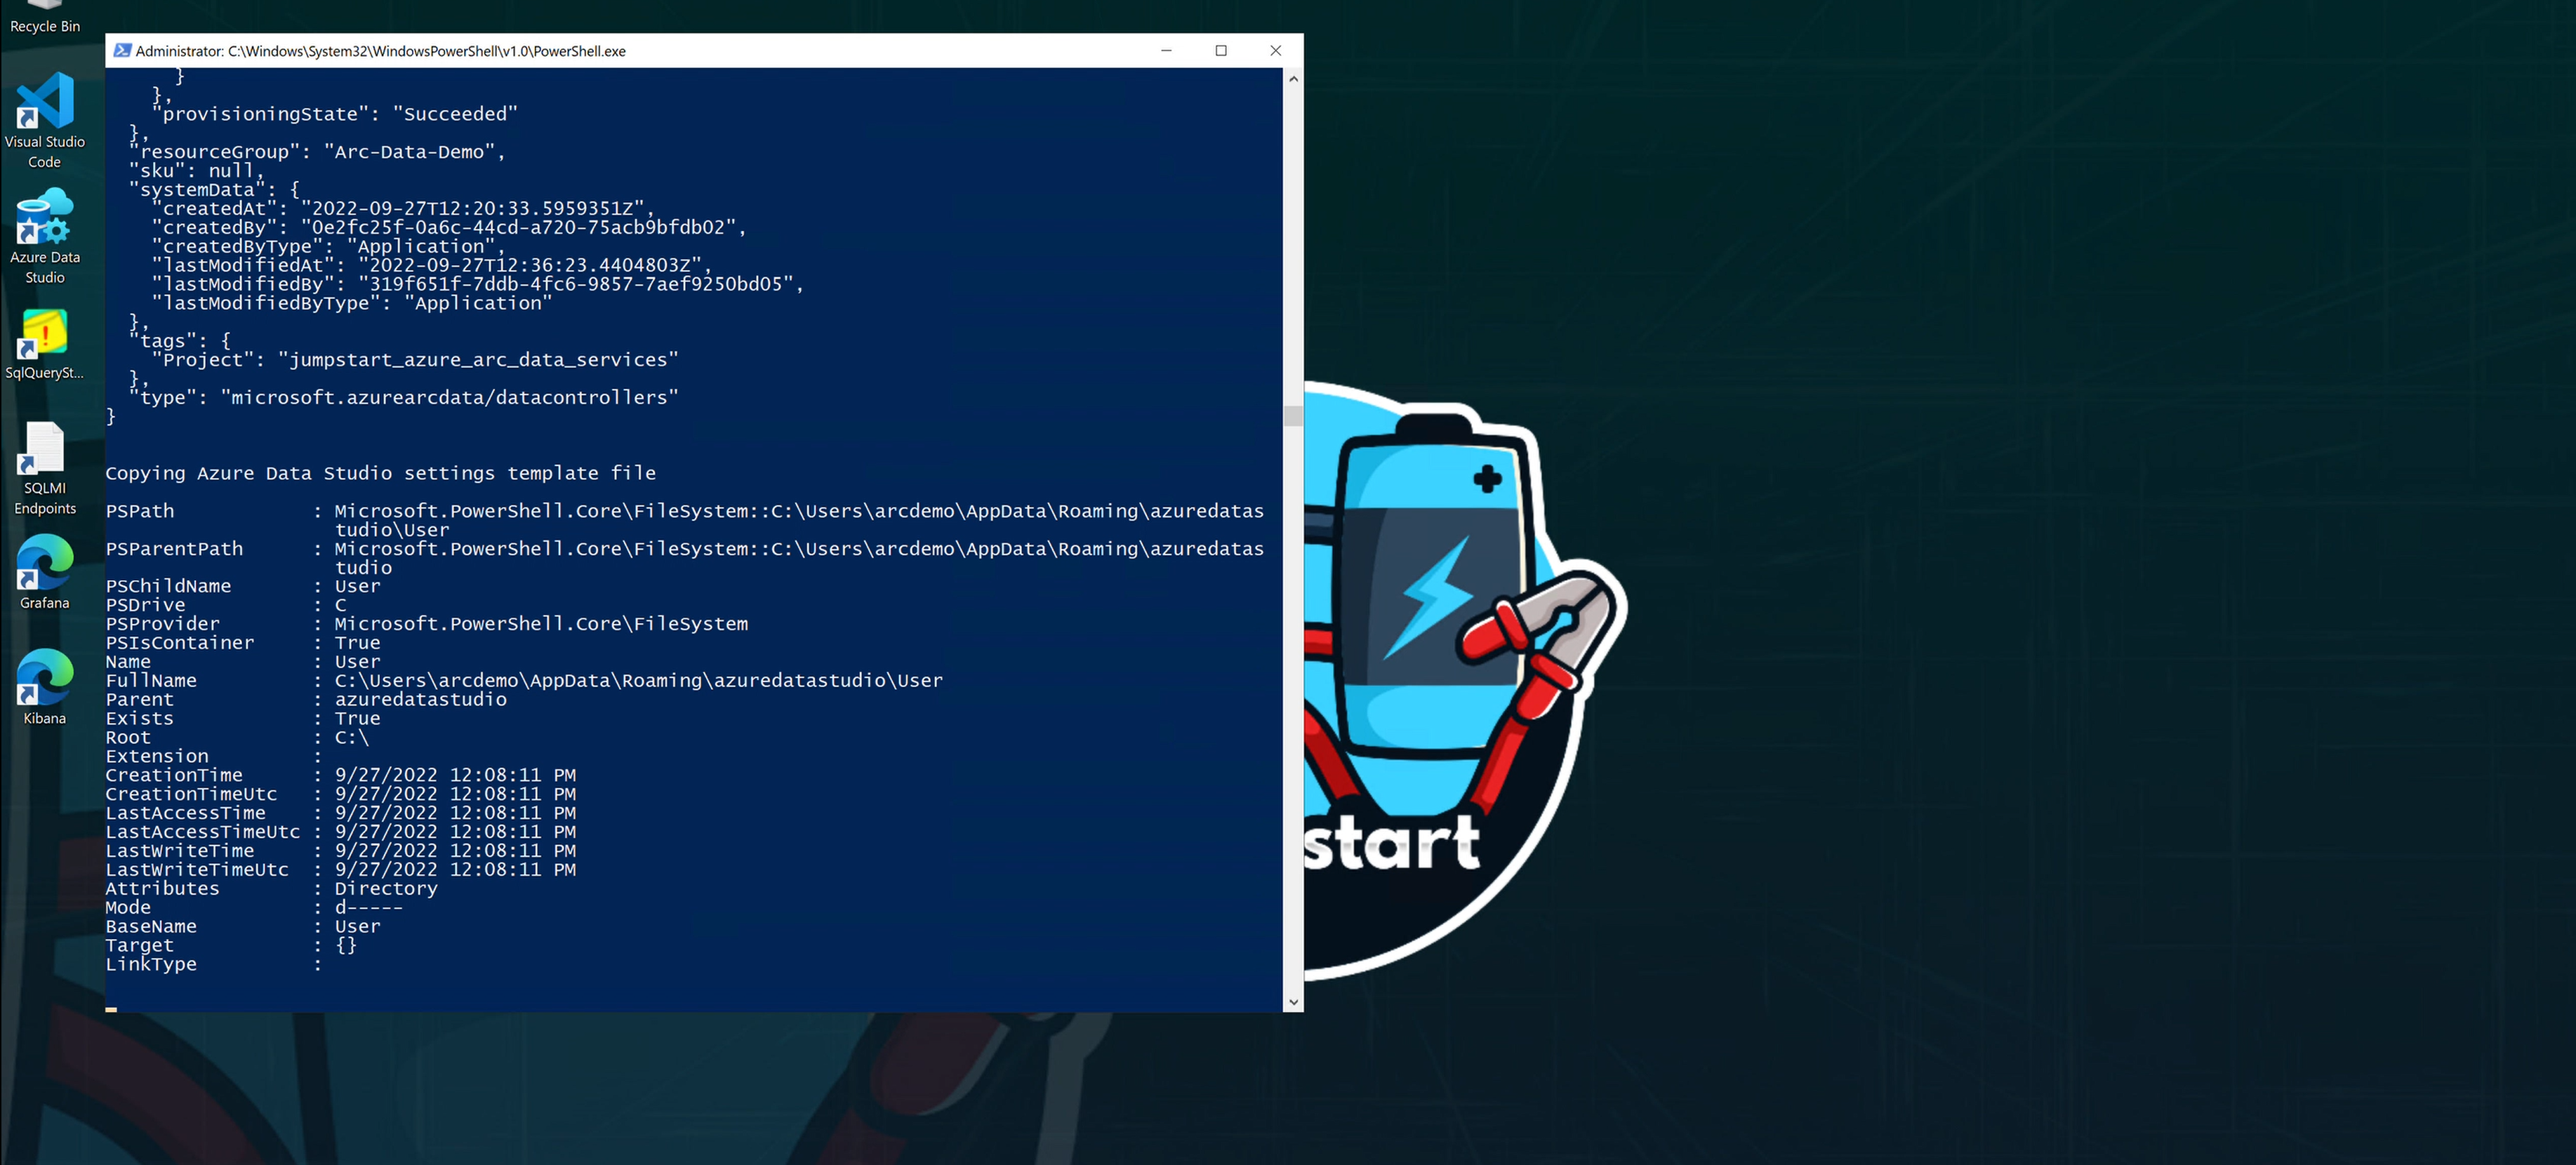 Recycle Bin
Visual Studio
Code
Azure Data
Studio
SqlQuerySt...
SQLMI
Endpoints
Grafana
Kibana
Administrator: C:\Windows\System32\WindowsPowerShell\v1.0\PowerShell.exe
}
},
"provisioningState": "Succeeded"
},
"resourceGroup": "Arc-Data-Demo",
"sku": null,
"systemData": {
"createdAt": "2022-09-27T12:20:33.5959351Z",
"createdBy": "0e2fc25f-0a6c-44cd-a720-75acb9bfdb02",
"createdByType": "Application",
"lastModifiedAt": "2022-09-27T12:36:23.4404803Z",
"lastModifiedBy": "319f651f-7ddb-4fc6-9857-7aef9250bd05",
"lastModifiedByType": "Application"
},
"tags": {
"Project": "jumpstart_azure_arc_data_services"
},
"type": "microsoft.azurearcdata/datacontrollers"
}
Copying Azure Data Studio settings template file
PSPath : Microsoft.PowerShell.Core\FileSystem::C:\Users\arcdemo\AppData\Roaming\azuredatas
tudio\User
PSParentPath : Microsoft.PowerShell.Core\FileSystem::C:\Users\arcdemo\AppData\Roaming\azuredatas
tudio
PSChildName : User
PSDrive : C
PSProvider : Microsoft.PowerShell.Core\FileSystem
PSIsContainer : True
Name : User
FullName : C:\Users\arcdemo\AppData\Roaming\azuredatastudio\User
Parent : azuredatastudio
Exists : True
Root : C:\
Extension :
CreationTime : 9/27/2022 12:08:11 PM
CreationTimeUtc : 9/27/2022 12:08:11 PM
LastAccessTime : 9/27/2022 12:08:11 PM
LastAccessTimeUtc : 9/27/2022 12:08:11 PM
LastWriteTime : 9/27/2022 12:08:11 PM
LastWriteTimeUtc : 9/27/2022 12:08:11 PM
Attributes : Directory
Mode : d-----
BaseName : User
Target : {}
LinkType :
start